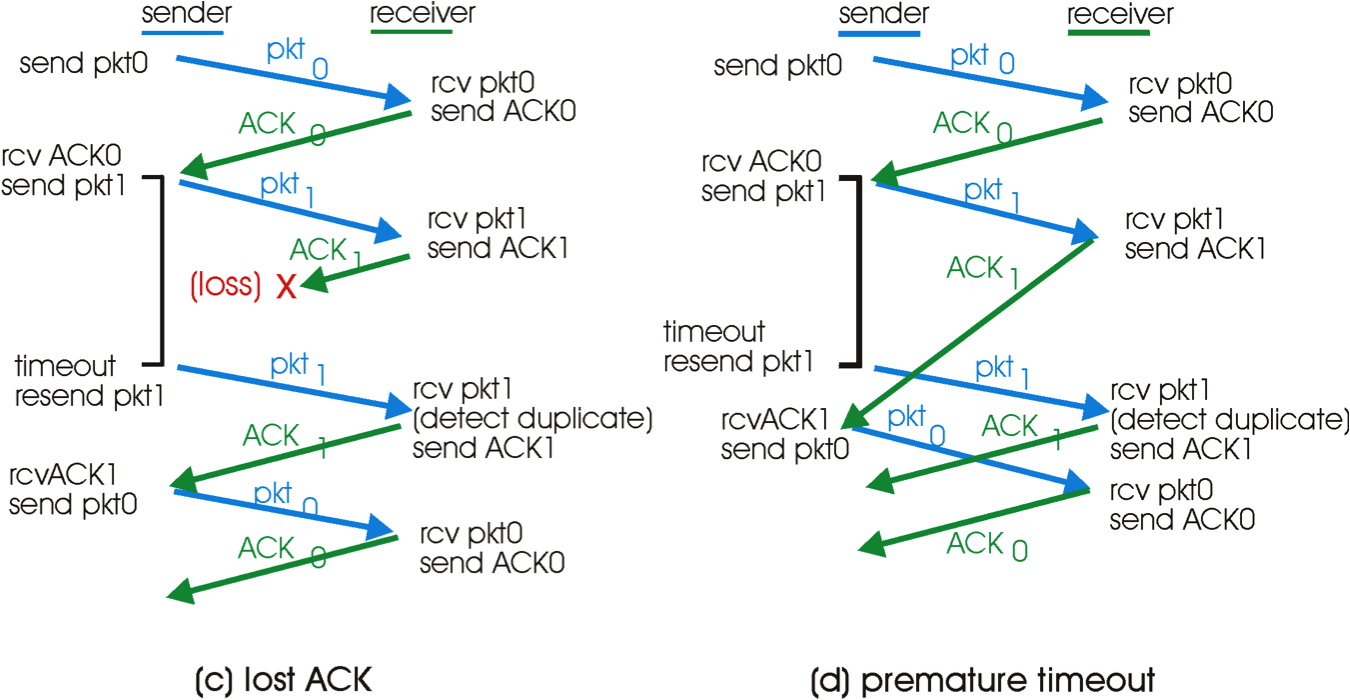 sender
receiver
send pkt0
pkt 0
rcv pkt0
send ACK0
ACK 0
rcv ACK0
send pkt1
pkt 1
rcv pkt1
send ACK1
ACK 1
(loss) X
timeout
resend pkt1
pkt 1
rcv pkt1
(detect duplicate)
send ACK1
ACK 1
rcvACK1
send pkt0
pkt 0
rcv pkt0
send ACK0
ACK 0
(c) lost ACK
sender
receiver
send pkt0
pkt 0
rcv pkt0
send ACK0
ACK 0
rcv ACK0
send pkt1
pkt 1
rcv pkt1
send ACK1
ACK 1
timeout
resend pkt1
pkt 1
rcv pkt1
(detect duplicate)
send ACK1
rcvACK1
send pkt0
pkt 0
ACK 1
rcv pkt0
send ACK0
ACK 0
(d) premature timeout